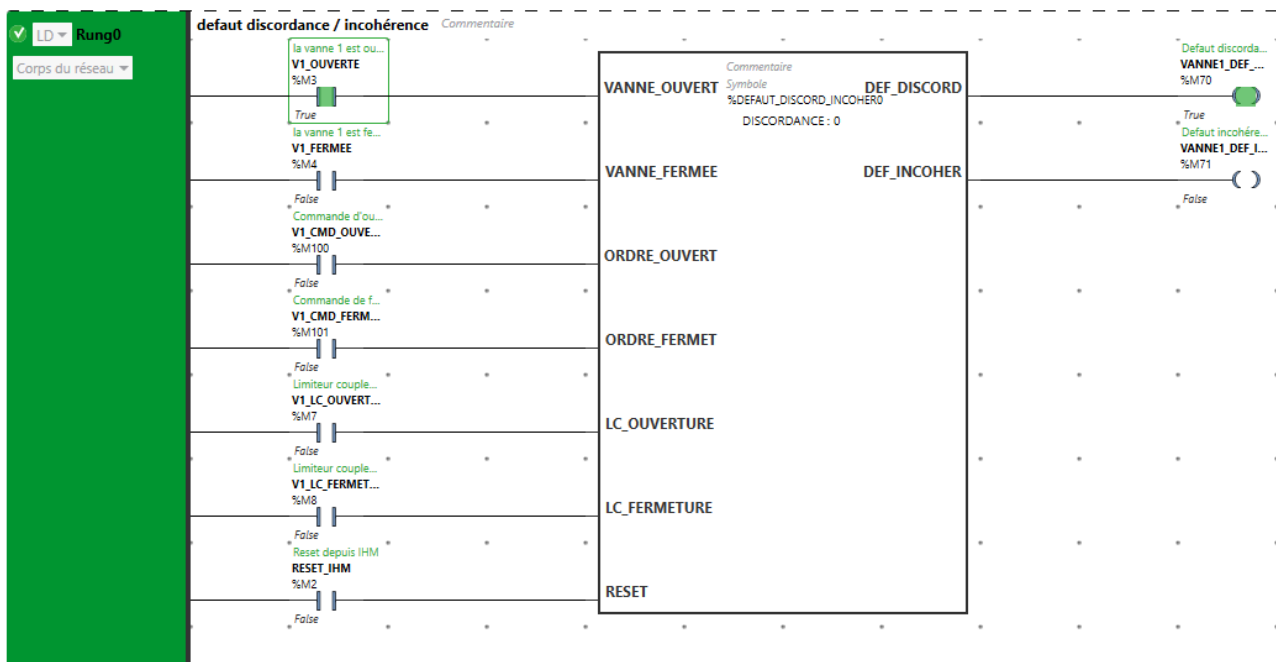 defaut discordance / incohérence Commentaire
LD Rung0
Corps du réseau
la vanne 1 est ou...
V1_OUVERTE
%M3
True
la vanne 1 est fe...
V1_FERMEE
%M4
False
Commande d'ou...
V1_CMD_OUVE...
%M100
False
Commande de f...
V1_CMD_FERM...
%M101
False
Limiteur couple...
V1_LC_OUVERT...
%M7
False
Limiteur couple...
V1_LC_FERMET...
%M8
False
Reset depuis IHM
RESET_IHM
%M2
False
Commentaire
Symbole
%DEFAUT_DISCORD_INCOHER0
DISCORDANCE : 0
VANNE_OUVERT DEF_DISCORD
VANNE_FERMEE DEF_INCOHER
ORDRE_OUVERT
ORDRE_FERMET
LC_OUVERTURE
LC_FERMETURE
RESET
Defaut discorda...
VANNE1_DEF_...
%M70
True
Defaut incohére...
VANNE1_DEF_I...
%M71
False